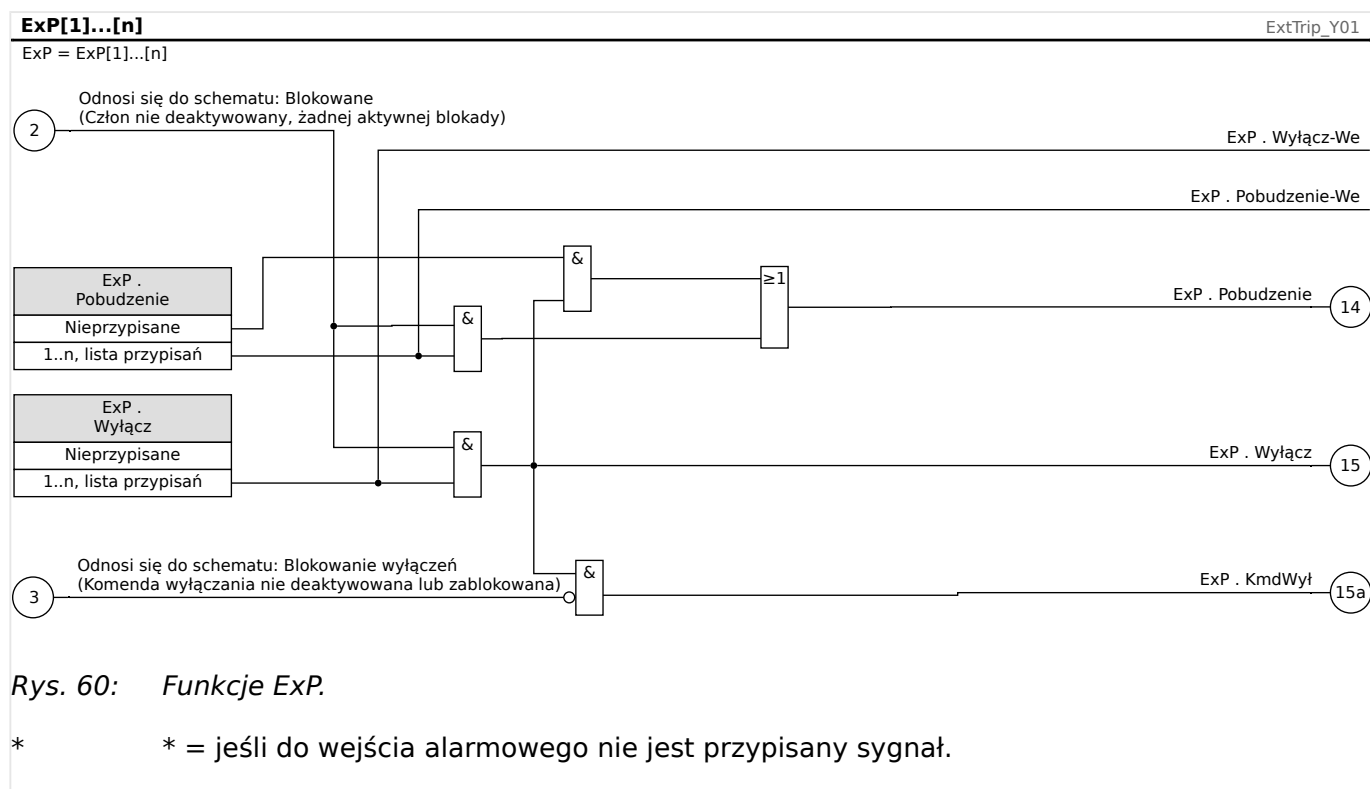 ExP[1]...[n]
ExtTrip_Y01
ExP = ExP[1]...[n]
Odnosi się do schematu: Blokowane
(Człon nie deaktywowany, żadnej aktywnej blokady)
2
ExP . Wyłącz-We
ExP . Pobudzenie-We
&
ExP .
Pobudzenie
≥1
ExP . Pobudzenie
14
Nieprzypisane
&
1..n, lista przypisań
ExP .
Wyłącz
Nieprzypisane
&
ExP . Wyłącz
15
1..n, lista przypisań
Odnosi się do schematu: Blokowanie wyłączeń
(Komenda wyłączania nie deaktywowana lub zablokowana)
3
&
ExP . KmdWył
15a
Rys. 60: Funkcje ExP.
* * = jeśli do wejścia alarmowego nie jest przypisany sygnał.